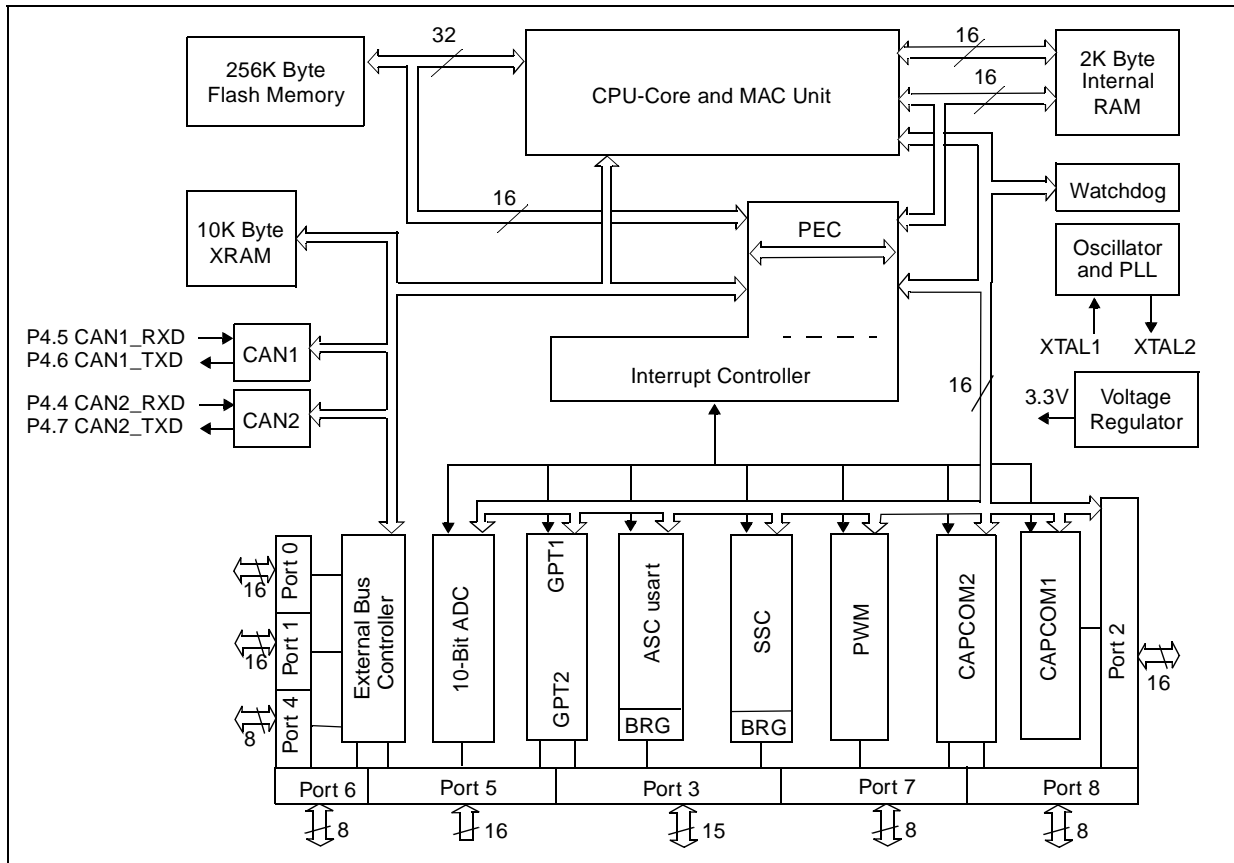 32
16
256K Byte
Flash Memory
CPU-Core and MAC Unit
2K Byte
Internal
RAM
16
16
Watchdog
10K Byte
XRAM
PEC
Oscillator
and PLL
P4.5 CAN1_RXD
P4.6 CAN1_TXD
CAN1
XTAL1
XTAL2
Interrupt Controller
16
P4.4 CAN2_RXD
P4.7 CAN2_TXD
CAN2
3.3V
Voltage
Regulator
Port 0
16
Port 1
16
Port 4
8
External Bus
Controller
10-Bit ADC
GPT1
GPT2
ASC usart
BRG
SSC
BRG
PWM
CAPCOM2
CAPCOM1
Port 2
16
Port 6
Port 5
Port 3
Port 7
Port 8
8
16
15
8
8